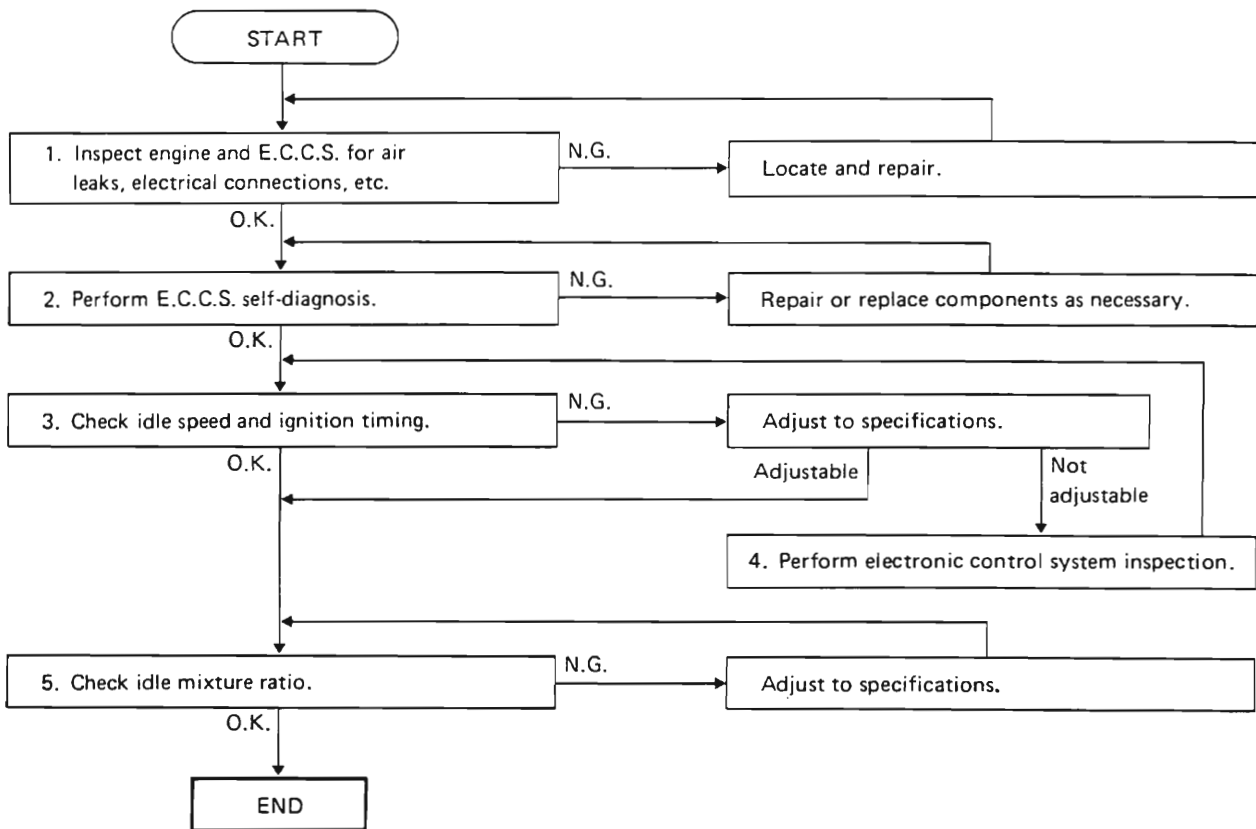 START
1. Inspect engine and E.C.C.S. for air
leaks, electrical connections, etc.
N.G.
Locate and repair.
O.K.
2. Perform E.C.C.S. self-diagnosis.
N.G.
Repair or replace components as necessary.
O.K.
3. Check idle speed and ignition timing.
N.G.
Adjust to specifications.
O.K.
Adjustable
Not
adjustable
4. Perform electronic control system inspection.
5. Check idle mixture ratio.
N.G.
Adjust to specifications.
O.K.
END